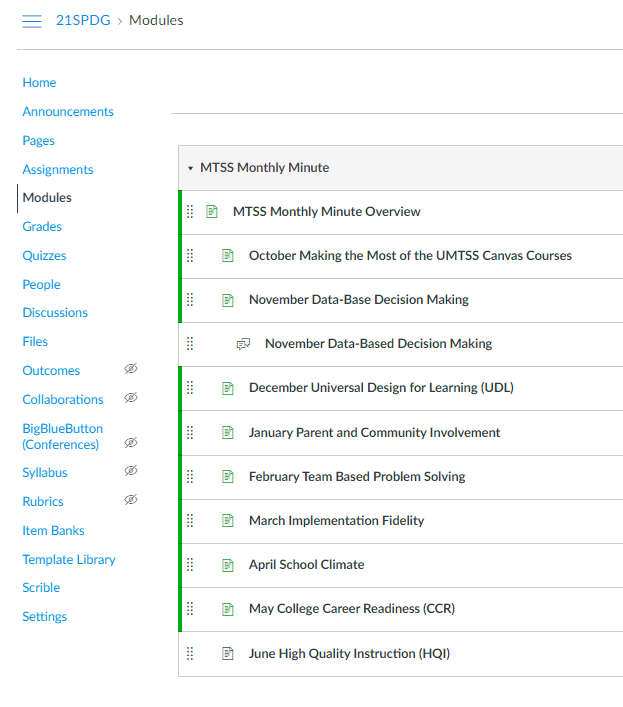 21SPDG > Modules
Home
Announcements
Pages
Assignments
Modules
Grades
Quizzes
People
Discussions
Files
Outcomes
Collaborations
BigBlueButton
(Conferences)
Syllabus
Rubrics
Item Banks
Template Library
Scrible
Settings
MTSS Monthly Minute
MTSS Monthly Minute Overview
October Making the Most of the UMTSS Canvas Courses
November Data-Base Decision Making
November Data-Based Decision Making
December Universal Design for Learning (UDL)
January Parent and Community Involvement
February Team Based Problem Solving
March Implementation Fidelity
April School Climate
May College Career Readiness (CCR)
June High Quality Instruction (HQI)